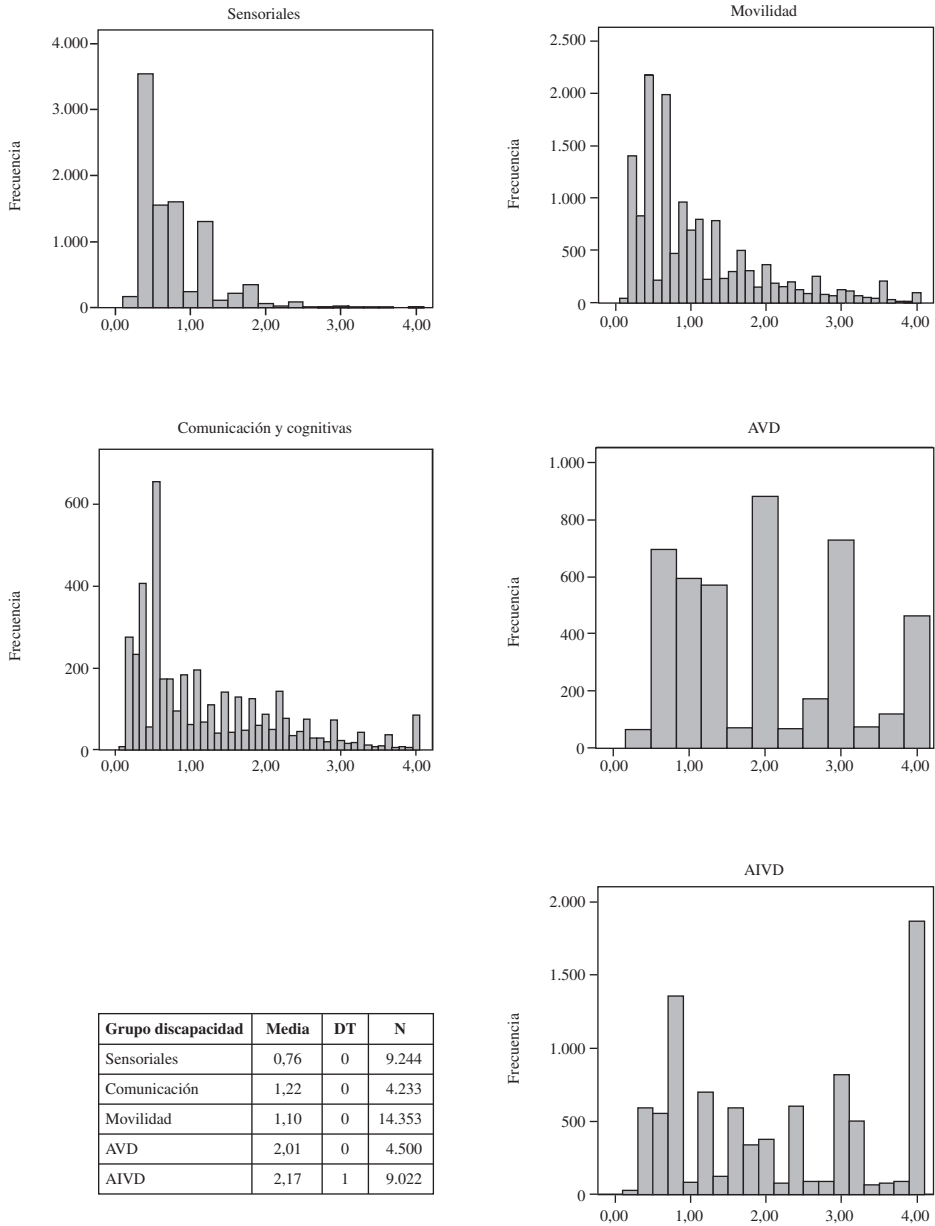 Sensoriales
4.000
3.000
2.000
1.000
0
Frecuencia
0,00 1,00 2,00 3,00 4,00
Movilidad
2.500
2.000
1.500
1.000
500
0
Frecuencia
0,00 1,00 2,00 3,00 4,00
Comunicación y cognitivas
600
400
200
0
Frecuencia
0,00 1,00 2,00 3,00 4,00
AVD
1.000
800
600
400
200
0
Frecuencia
0,00 1,00 2,00 3,00 4,00
Grupo discapacidad Media DT N
Sensoriales 0,76 0 9.244
Comunicación 1,22 0 4.233
Movilidad 1,10 0 14.353
AVD 2,01 0 4.500
AIVD 2,17 1 9.022
AIVD
2.000
1.500
1.000
500
0
Frecuencia
0,00 1,00 2,00 3,00 4,00